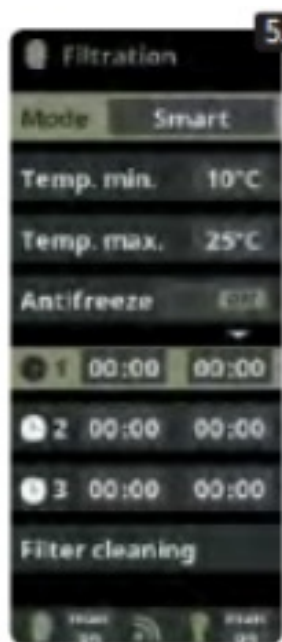 5
Filtration
Mode Smart
Temp. min. 10°C
Temp. max. 25°C
Antifreeze
1 00:00 00:00
2 00:00 00:00
3 00:00 00:00
Filter cleaning